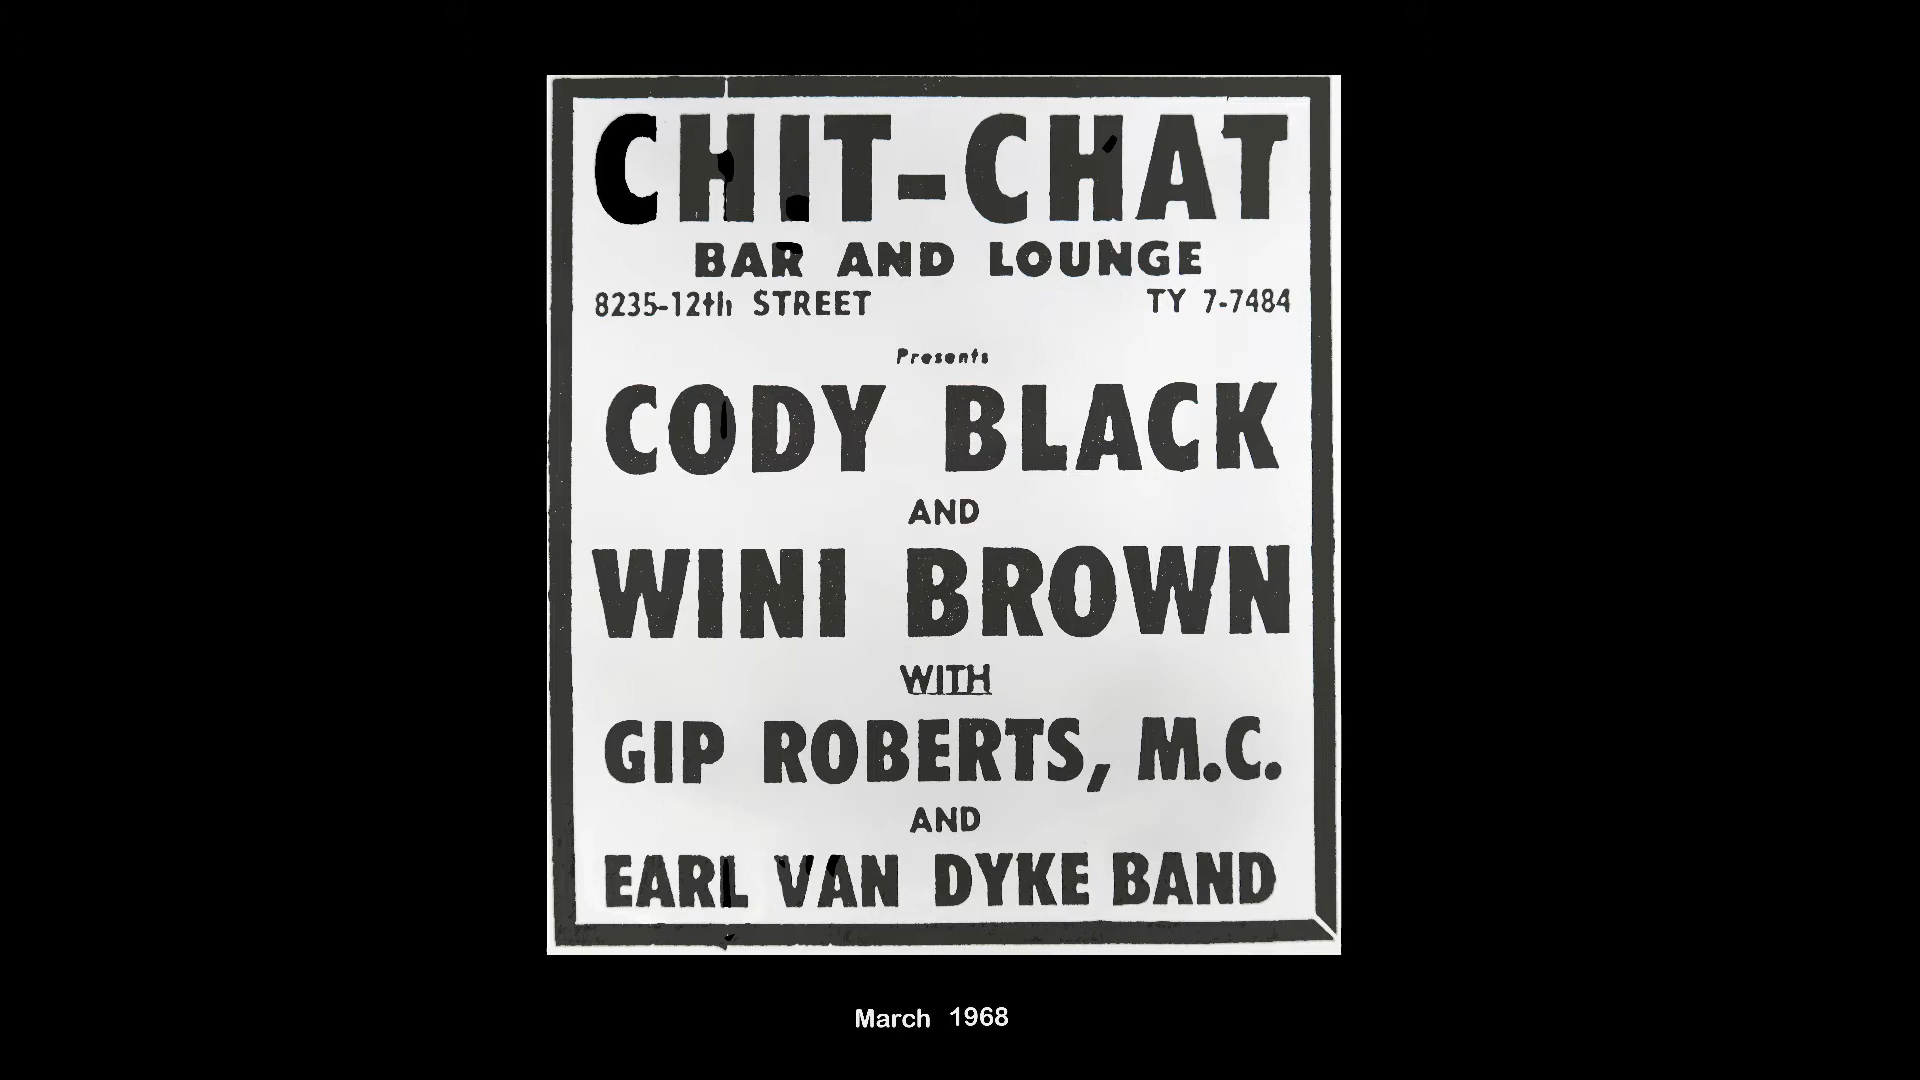 CHIT-CHAT
BAR AND LOUNGE
8235-12th STREET TY 7-7484
Presents
CODY BLACK
AND
WINI BROWN
WITH
GIP ROBERTS, M.C.
AND
EARL VAN DYKE BAND
March 1968